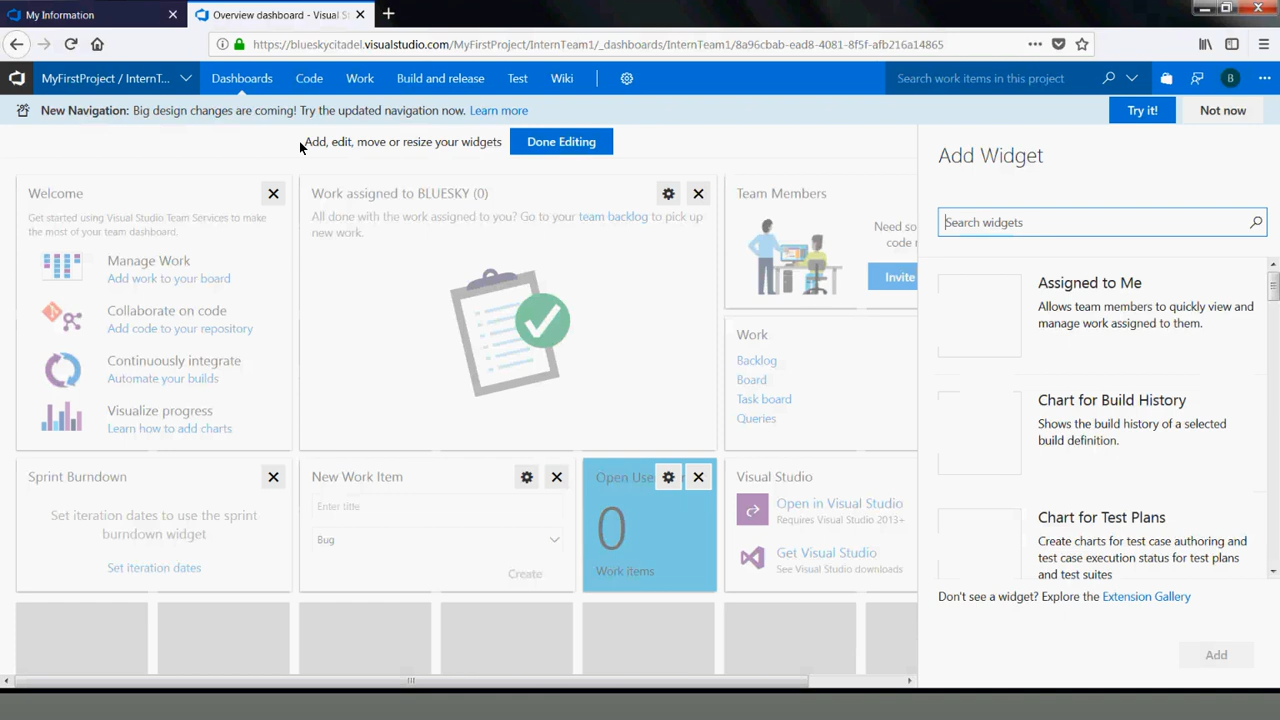 My Information
Overview dashboard - Visual St
https://blueskycitadel.visualstudio.com/MyFirstProject/InternTeam1/_dashboards/InternTeam1/8a96cbab-ead8-4081-8f5f-afb216a14865
MyFirstProject / InternT...
Dashboards
Code
Work
Build and release
Test
Wiki
Search work items in this project
B
New Navigation: Big design changes are coming! Try the updated navigation now. Learn more
Try it!
Not now
Add, edit, move or resize your widgets
Done Editing
Add Widget
Search widgets
Assigned to Me
Allows team members to quickly view and
manage work assigned to them.
Chart for Build History
Shows the build history of a selected
build definition.
Chart for Test Plans
Create charts for test case authoring and
test case execution status for test plans
and test suites
Don't see a widget? Explore the Extension Gallery
Add
Welcome
Get started using Visual Studio Team Services to make
the most of your team dashboard.
Manage Work
Add work to your board
Collaborate on code
Add code to your repository
Continuously integrate
Automate your builds
Visualize progress
Learn how to add charts
Work assigned to BLUESKY (0)
All done with the work assigned to you? Go to your team backlog to pick up
new work.
Team Members
Need so
code r
Invite
Work
Backlog
Board
Task board
Queries
Sprint Burndown
Set iteration dates to use the sprint
burndown widget
Set iteration dates
New Work Item
Enter title
Bug
Create
Open Use
0
Work items
Visual Studio
Open in Visual Studio
Requires Visual Studio 2013+
Get Visual Studio
See Visual Studio downloads